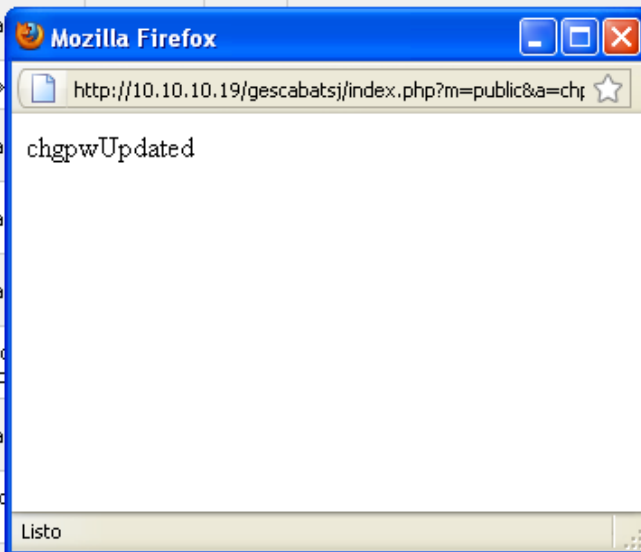 Mozilla Firefox
http://10.10.10.19/gescabatsj/index.php?m=public&a=chp
chgpwUpdated
Listo